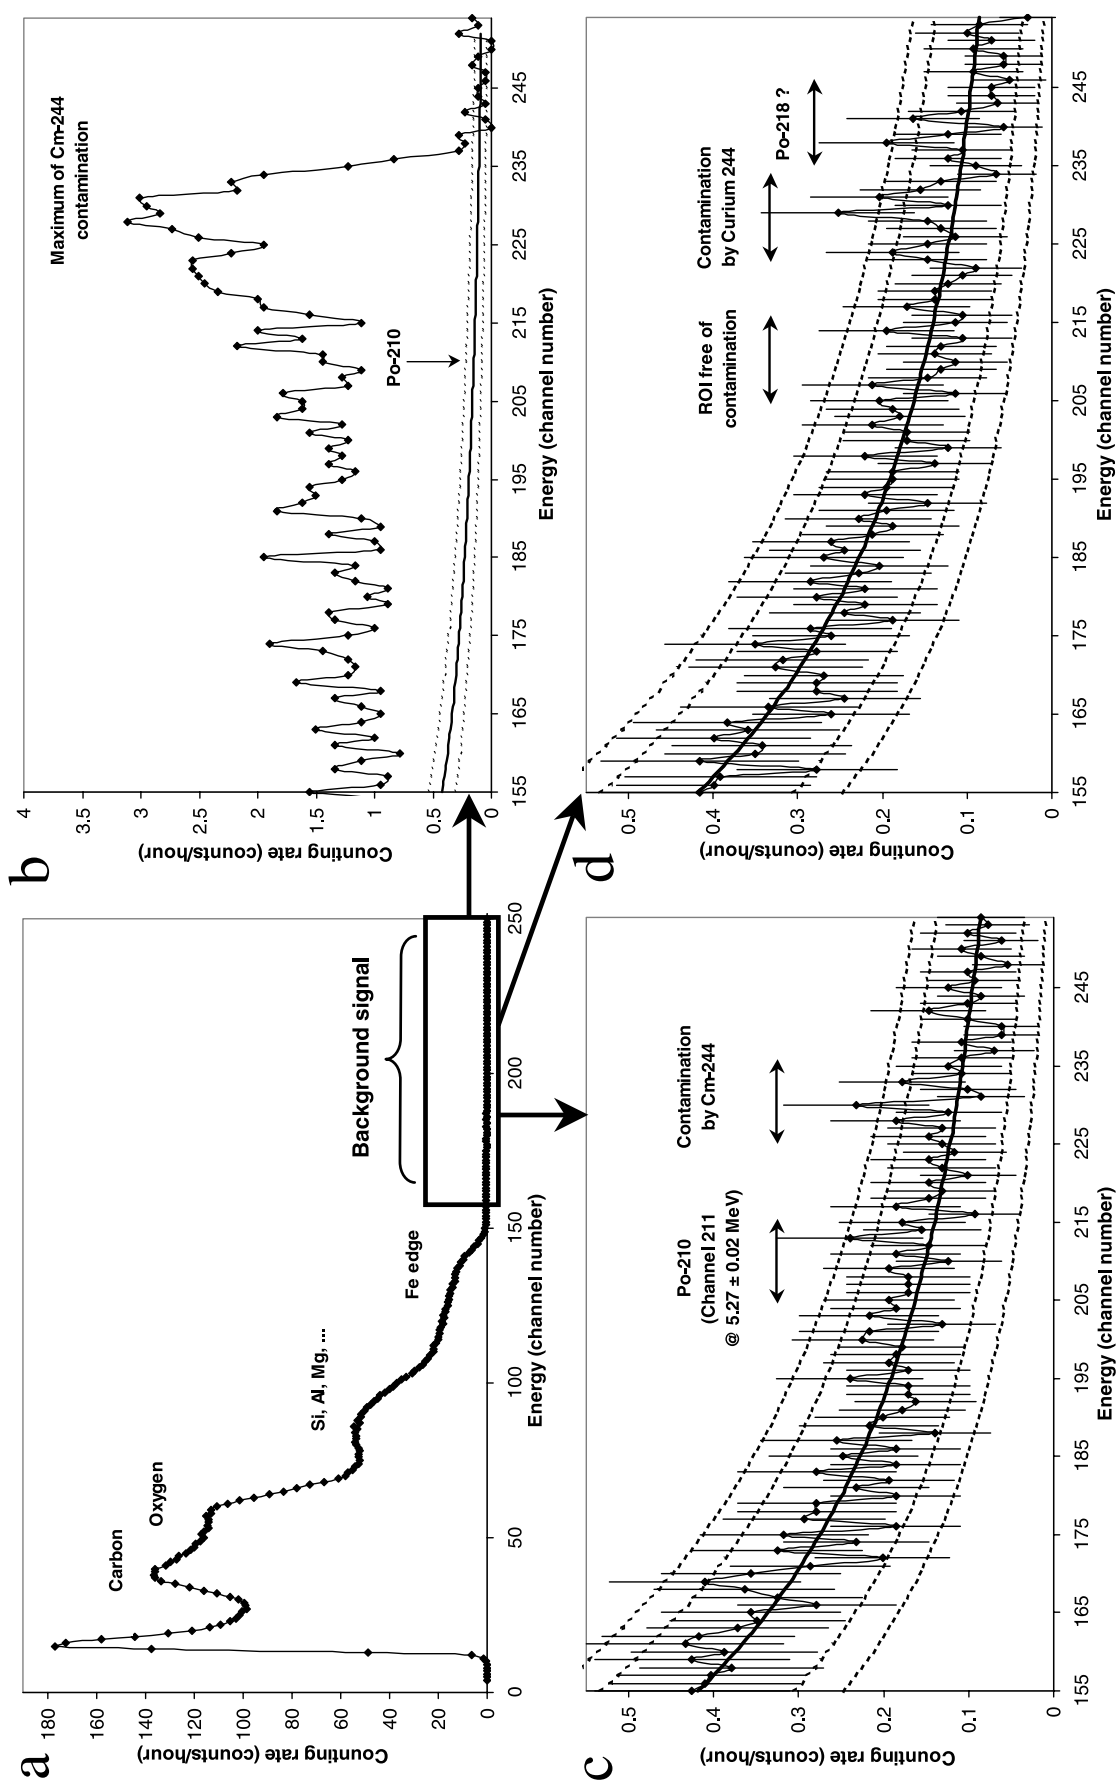 a
Counting rate (counts/hour)
180
160
140
120
100
80
60
40
20
0
Carbon
Oxygen
Si, Al, Mg, ...
Fe edge
Background signal
0
50
100
150
200
250
Energy (channel number)
b
Counting rate (counts/hour)
4
3.5
3
2.5
2
1.5
1
0.5
0
Maximum of Cm-244
contamination
Po-210
155
165
175
185
195
205
215
225
235
245
Energy (channel number)
c
Counting rate (counts/hour)
0.5
0.4
0.3
0.2
0.1
0
Po-210
(Channel 211
@ 5.27 ± 0.02 MeV)
Contamination
by Cm-244
155
165
175
185
195
205
215
225
235
245
Energy (channel number)
d
Counting rate (counts/hour)
0.5
0.4
0.3
0.2
0.1
0
ROI free of
contamination
Contamination
by Curium 244
Po-218 ?
155
165
175
185
195
205
215
225
235
245
Energy (channel number)